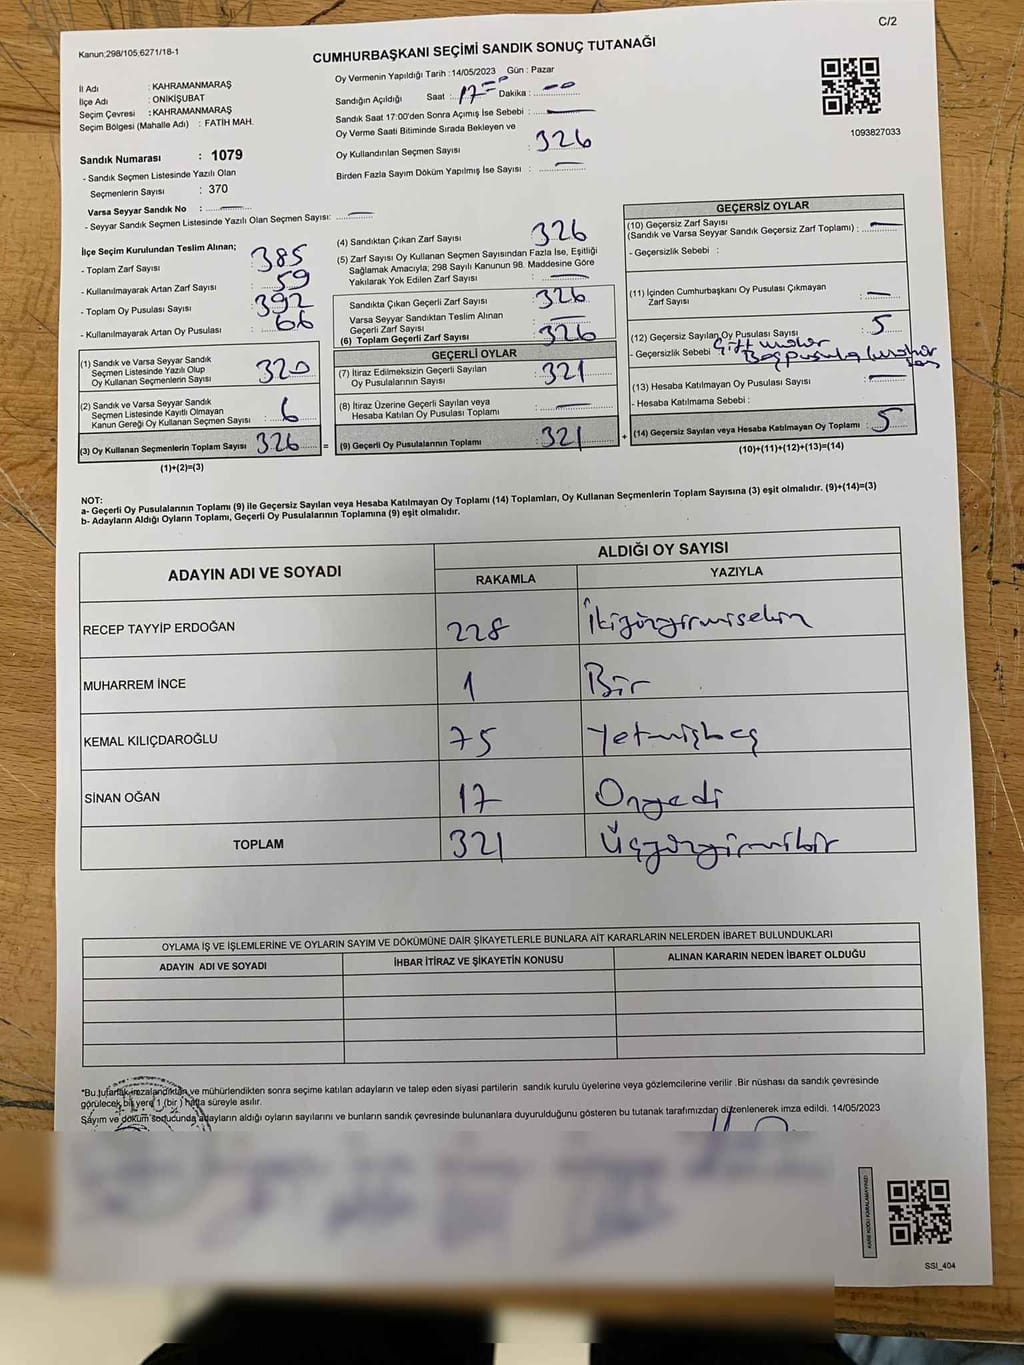 C/2
Kanun:298/105;6271/18-1
CUMHURBAŞKANI SEÇİMİ SANDIK SONUÇ TUTANAĞI
İl Adı : KAHRAMANMARAŞ
İlçe Adı : ONİKİŞUBAT
Seçim Çevresi : KAHRAMANMARAŞ
Seçim Bölgesi (Mahalle Adı) : FATİH MAH.
Sandık Numarası : 1079
- Sandık Seçmen Listesinde Yazılı Olan
Seçmenlerin Sayısı : 370
Varsa Seyyar Sandık No :
- Seyyar Sandık Seçmen Listesinde Yazılı Olan Seçmen Sayısı:
Oy Vermenin Yapıldığı Tarih :14/05/2023 Gün : Pazar
Sandığın Açıldığı Saat : 17 Dakika :
Sandık Saat 17:00'den Sonra Açımış İse Sebebi :
Oy Verme Saati Bitiminde Sırada Bekleyen ve
Oy Kullandırılan Seçmen Sayısı : 326
Birden Fazla Sayım Döküm Yapılmış İse Sayısı :
1093827033
İlçe Seçim Kurulundan Teslim Alınan;
- Toplam Zarf Sayısı : 385
- Kullanılmayarak Artan Zarf Sayısı : 59
- Toplam Oy Pusulası Sayısı : 392
- Kullanılmayarak Artan Oy Pusulası : 66
(1) Sandık ve Varsa Seyyar Sandık
Seçmen Listesinde Yazılı Olup
Oy Kullanan Seçmenlerin Sayısı : 320
(2) Sandık ve Varsa Seyyar Sandık
Seçmen Listesinde Kayıtlı Olmayan
Kanun Gereği Oy Kullanan Seçmen Sayısı : 6
(3) Oy Kullanan Seçmenlerin Toplam Sayısı : 326 =
(1)+(2)=(3)
(4) Sandıktan Çıkan Zarf Sayısı : 326
(5) Zarf Sayısı Oy Kullanan Seçmen Sayısından Fazla İse, Eşitliği
Sağlamak Amacıyla; 298 Sayılı Kanunun 98. Maddesine Göre
Yakılarak Yok Edilen Zarf Sayısı :
Sandıkta Çıkan Geçerli Zarf Sayısı : 326
Varsa Seyyar Sandıktan Teslim Alınan
Geçerli Zarf Sayısı :
(6) Toplam Geçerli Zarf Sayısı : 326
GEÇERLİ OYLAR
(7) İtiraz Edilmeksizin Geçerli Sayılan
Oy Pusulalarının Sayısı : 321
(8) İtiraz Üzerine Geçerli Sayılan veya
Hesaba Katılan Oy Pusulası Toplamı :
(9) Geçerli Oy Pusulalarının Toplamı : 321 +
GEÇERSİZ OYLAR
(10) Geçersiz Zarf Sayısı
(Sandık ve Varsa Seyyar Sandık Geçersiz Zarf Toplamı) :
- Geçersizlik Sebebi :
(11) İçinden Cumhurbaşkanı Oy Pusulası Çıkmayan
Zarf Sayısı :
(12) Geçersiz Sayılan Oy Pusulası Sayısı : 5
- Geçersizlik Sebebi Çift mühür
Boş pusula
(13) Hesaba Katılmayan Oy Pusulası Sayısı :
- Hesaba Katılmama Sebebi :
(14) Geçersiz Sayılan veya Hesaba Katılmayan Oy Toplamı : 5
(10)+(11)+(12)+(13)=(14)
NOT:
a- Geçerli Oy Pusulalarının Toplamı (9) ile Geçersiz Sayılan veya Hesaba Katılmayan Oy Toplamı (14) Toplamları, Oy Kullanan Seçmenlerin Toplam Sayısına (3) eşit olmalıdır. (9)+(14)=(3)
b- Adayların Aldığı Oyların Toplamı, Geçerli Oy Pusulalarının Toplamına (9) eşit olmalıdır.
ADAYIN ADI VE SOYADI ALDIĞI OY SAYISI
RAKAMLA YAZIYLA
RECEP TAYYİP ERDOĞAN 228 İkiyüzyirmisekiz
MUHARREM İNCE 1 Bir
KEMAL KILIÇDAROĞLU 75 Yetmişbeş
SİNAN OĞAN 17 Onyedi
TOPLAM 321 Üçyüzyirmibir
OYLAMA İŞ VE İŞLEMLERİNE VE OYLARIN SAYIM VE DÖKÜMÜNE DAİR ŞİKAYETLERLE BUNLARA AİT KARARLARIN NELERDEN İBARET BULUNDUKLARI
ADAYIN ADI VE SOYADI İHBAR İTİRAZ VE ŞİKAYETİN KONUSU ALINAN KARARIN NEDEN İBARET OLDUĞU
*Bu tutanak imzalandıktan ve mühürlendikten sonra seçime katılan adayların ve talep eden siyasi partilerin sandık kurulu üyelerine veya gözlemcilerine verilir .Bir nüshası da sandık çevresinde
görülecek bir yere 1 (bir ) hafta süreyle asılır.
Sayım ve döküm sonucunda adayların aldığı oyların sayılarını ve bunların sandık çevresinde bulunanlara duyurulduğunu gösteren bu tutanak tarafımızdan düzenlenerek imza edildi. 14/05/2023
KARE KODU KARALAMAYINIZ!
SSI_404